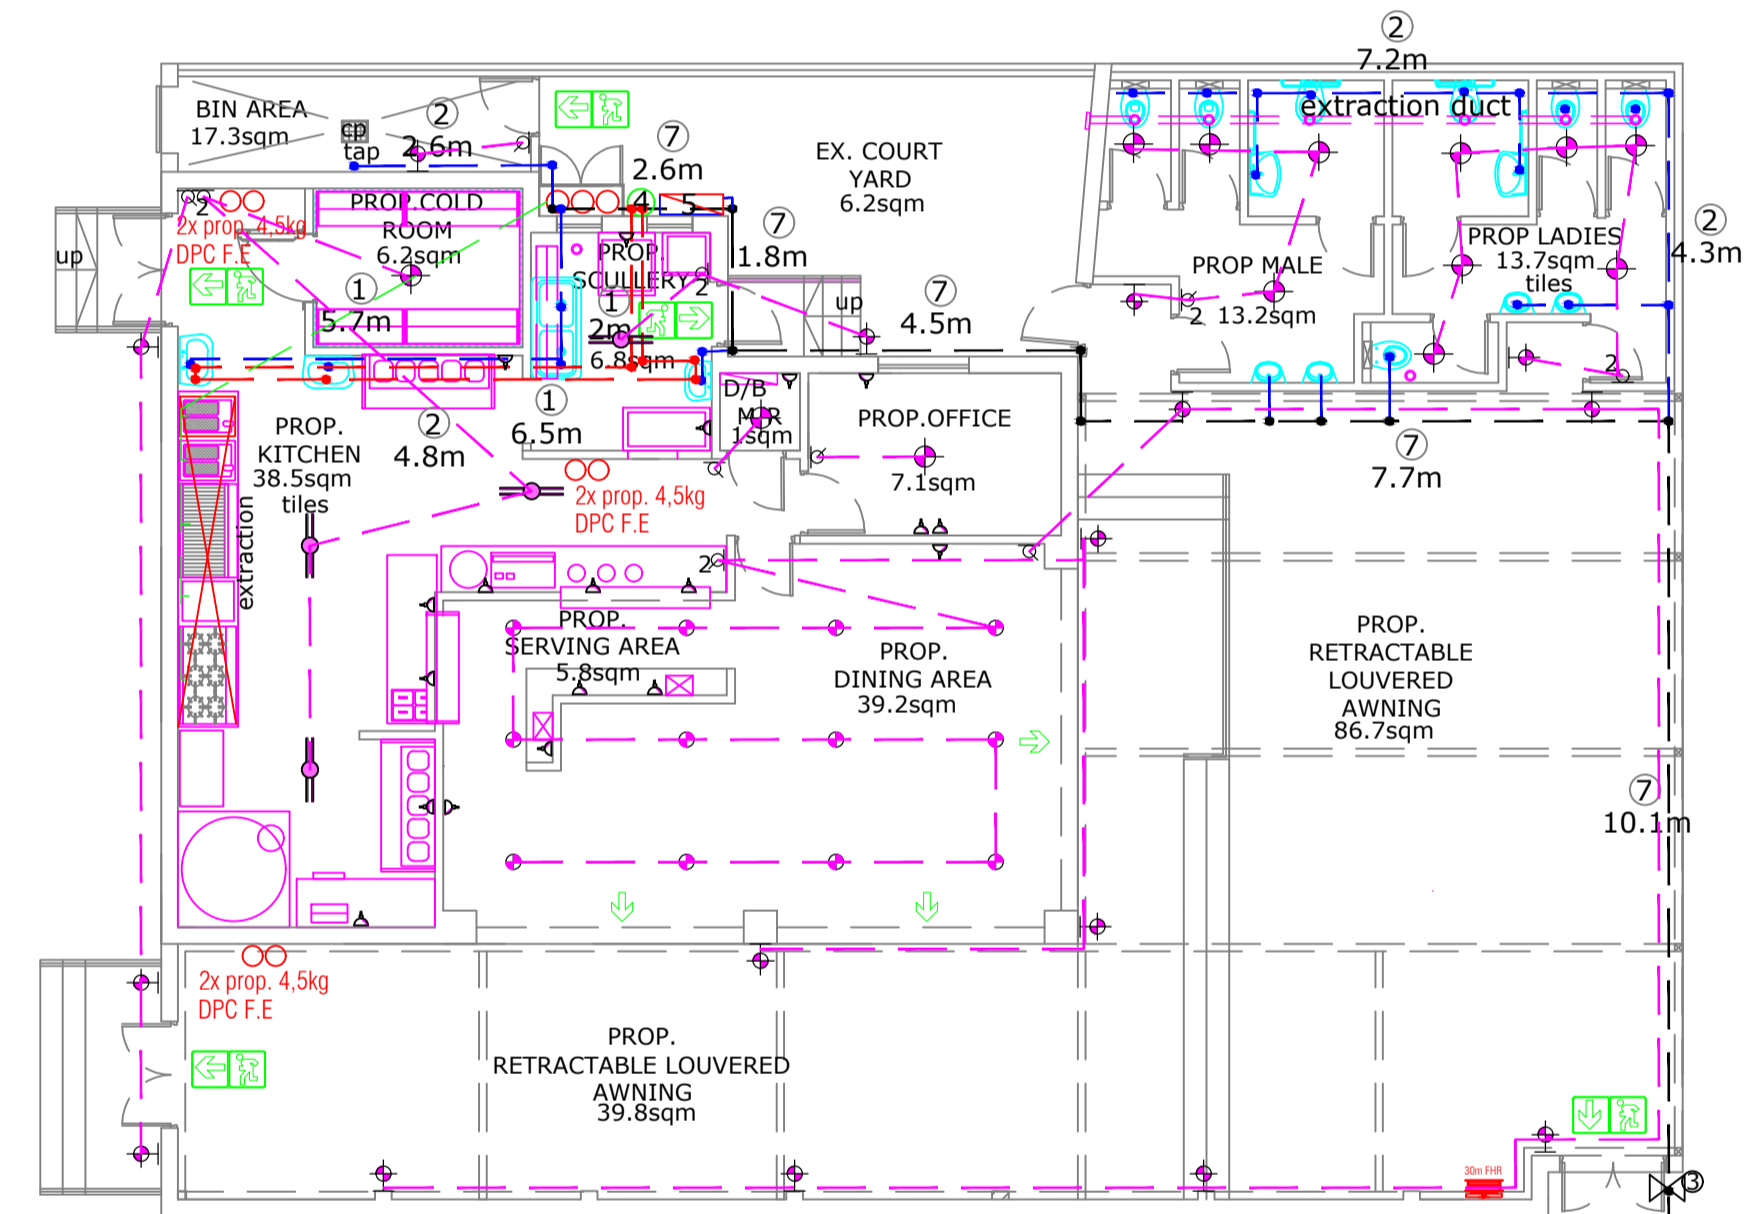 2
7.2m
extraction duct
BIN AREA
17.3sqm
cp
tap
2
2.6m
7
2.6m
EX. COURT
YARD
6.2sqm
2
4
5
PROP.COLD
ROOM
6.2sqm
2x prop. 4,5kg
DPC F.E
up
1
5.7m
PROP.
SCULLERY
2
1
2m
6.8sqm
7
1.8m
up
7
4.5m
PROP MALE
2
13.2sqm
PROP LADIES
13.7sqm
tiles
2
2
4.3m
PROP.
KITCHEN
38.5sqm
tiles
extraction
2
4.8m
1
6.5m
D/B
1sqm
PROP.OFFICE
7.1sqm
7
7.7m
2x prop. 4,5kg
DPC F.E
2
PROP.
SERVING AREA
5.8sqm
PROP.
DINING AREA
39.2sqm
PROP.
RETRACTABLE
LOUVERED
AWNING
86.7sqm
7
10.1m
2x prop. 4,5kg
DPC F.E
PROP.
RETRACTABLE LOUVERED
AWNING
39.8sqm
30m FHR
3